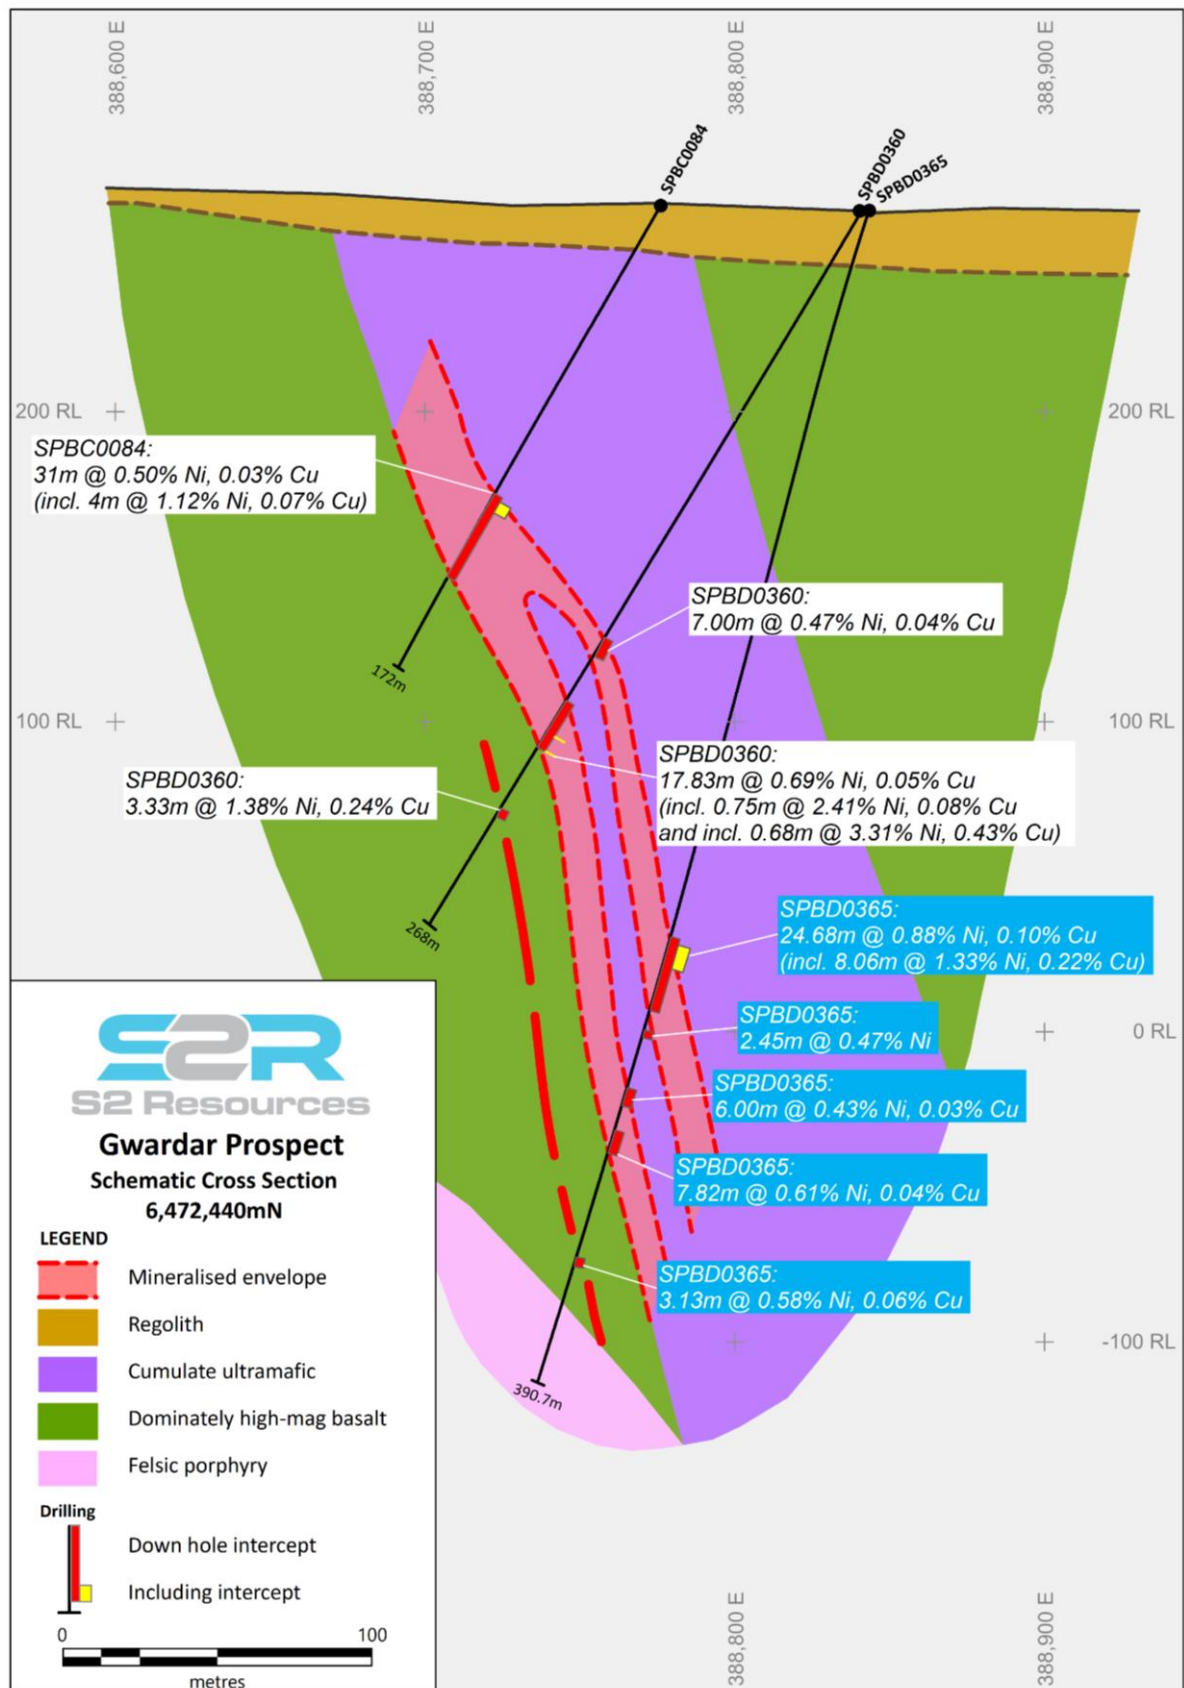 388,600 E
388,700 E
388,800 E
388,900 E
SPBC0084
SPBD0360
SPBD0365
200 RL
200 RL
SPBC0084:
31m @ 0.50% Ni, 0.03% Cu
(incl. 4m @ 1.12% Ni, 0.07% Cu)
SPBD0360:
7.00m @ 0.47% Ni, 0.04% Cu
172m
100 RL
100 RL
SPBD0360:
17.83m @ 0.69% Ni, 0.05% Cu
(incl. 0.75m @ 2.41% Ni, 0.08% Cu
and incl. 0.68m @ 3.31% Ni, 0.43% Cu)
SPBD0360:
3.33m @ 1.38% Ni, 0.24% Cu
268m
SPBD0365:
24.68m @ 0.88% Ni, 0.10% Cu
(incl. 8.06m @ 1.33% Ni, 0.22% Cu)
SPBD0365:
2.45m @ 0.47% Ni
0 RL
SPBD0365:
6.00m @ 0.43% Ni, 0.03% Cu
SPBD0365:
7.82m @ 0.61% Ni, 0.04% Cu
SPBD0365:
3.13m @ 0.58% Ni, 0.06% Cu
-100 RL
390.7m
S2R
S2 Resources
Gwardar Prospect
Schematic Cross Section
6,472,440mN
LEGEND
Mineralised envelope
Regolith
Cumulate ultramafic
Dominately high-mag basalt
Felsic porphyry
Drilling
Down hole intercept
Including intercept
0 100
metres
388,800 E
388,900 E